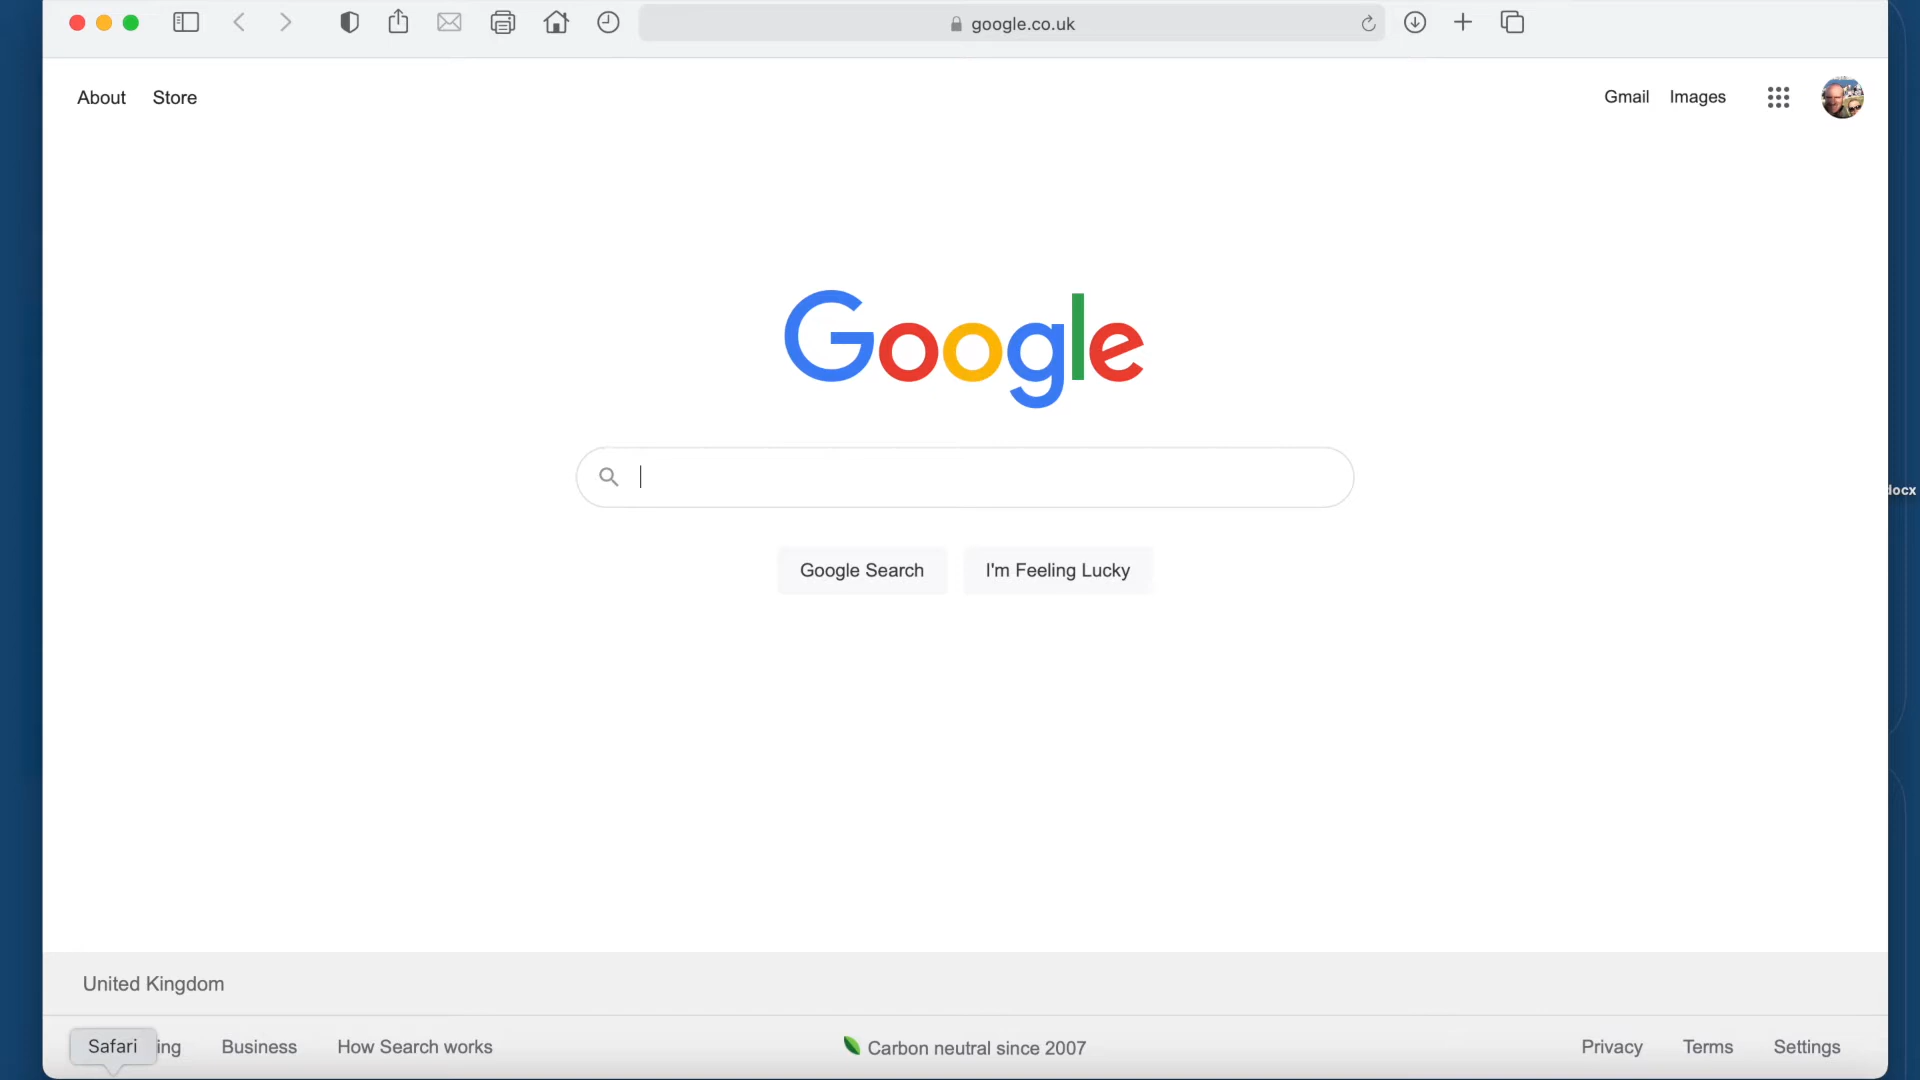 google.co.uk
About Store
Gmail Images
Google
docx
Google Search I'm Feeling Lucky
United Kingdom
Safari ing Business How Search works
Carbon neutral since 2007
Privacy Terms Settings